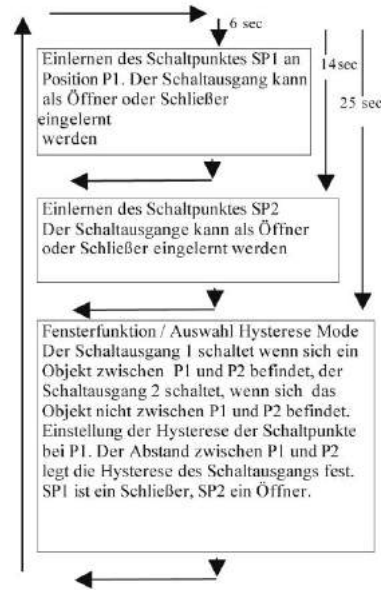 6 sec
Einlernen des Schaltpunktes SP1 an
Position P1. Der Schaltausgang kann
als Öffner oder Schließer
eingelernt
werden
14sec
25 sec
Einlernen des Schaltpunktes SP2
Der Schaltausgange kann als Öffner
oder Schließer eingelernt werden
Fensterfunktion / Auswahl Hysterese Mode
Der Schaltausgang 1 schaltet wenn sich ein
Objekt zwischen P1 und P2 befindet, der
Schaltausgang 2 schaltet, wenn sich das
Objekt nicht zwischen P1 und P2 befindet.
Einstellung der Hysterese der Schaltpunkte
bei P1. Der Abstand zwischen P1 und P2
legt die Hysterese des Schaltausgangs fest.
SP1 ist ein Schließer, SP2 ein Öffner.